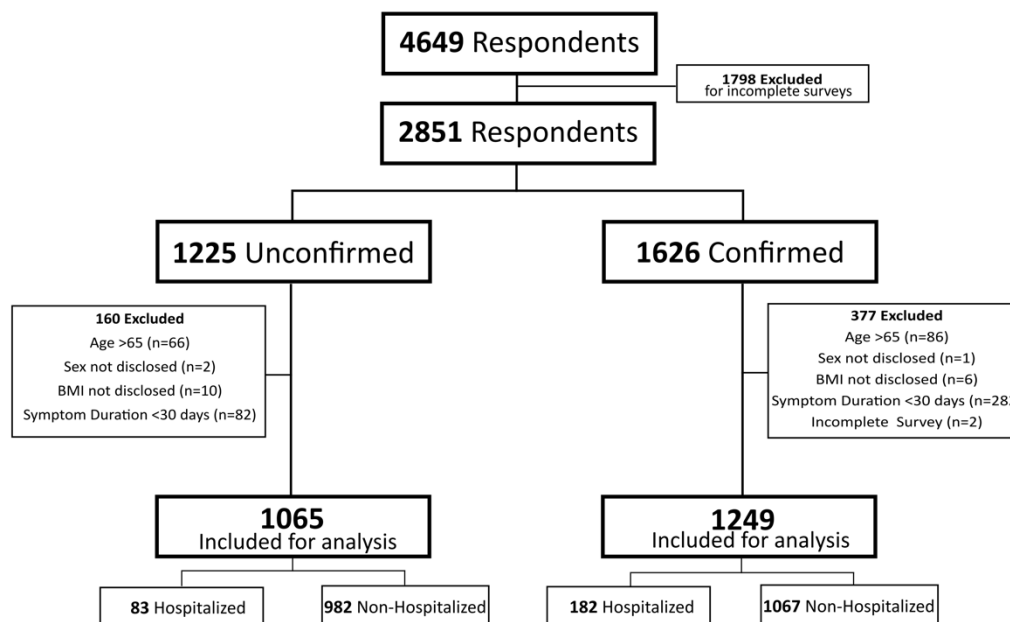 4649 Respondents
1798 Excluded
for incomplete surveys
2851 Respondents
1225 Unconfirmed
1626 Confirmed
160 Excluded
Age >65 (n=66)
Sex not disclosed (n=2)
BMI not disclosed (n=10)
Symptom Duration <30 days (n=82)
377 Excluded
Age >65 (n=86)
Sex not disclosed (n=1)
BMI not disclosed (n=6)
Symptom Duration <30 days (n=282
Incomplete Survey (n=2)
1065
Included for analysis
1249
Included for analysis
83 Hospitalized
982 Non-Hospitalized
182 Hospitalized
1067 Non-Hospitalized